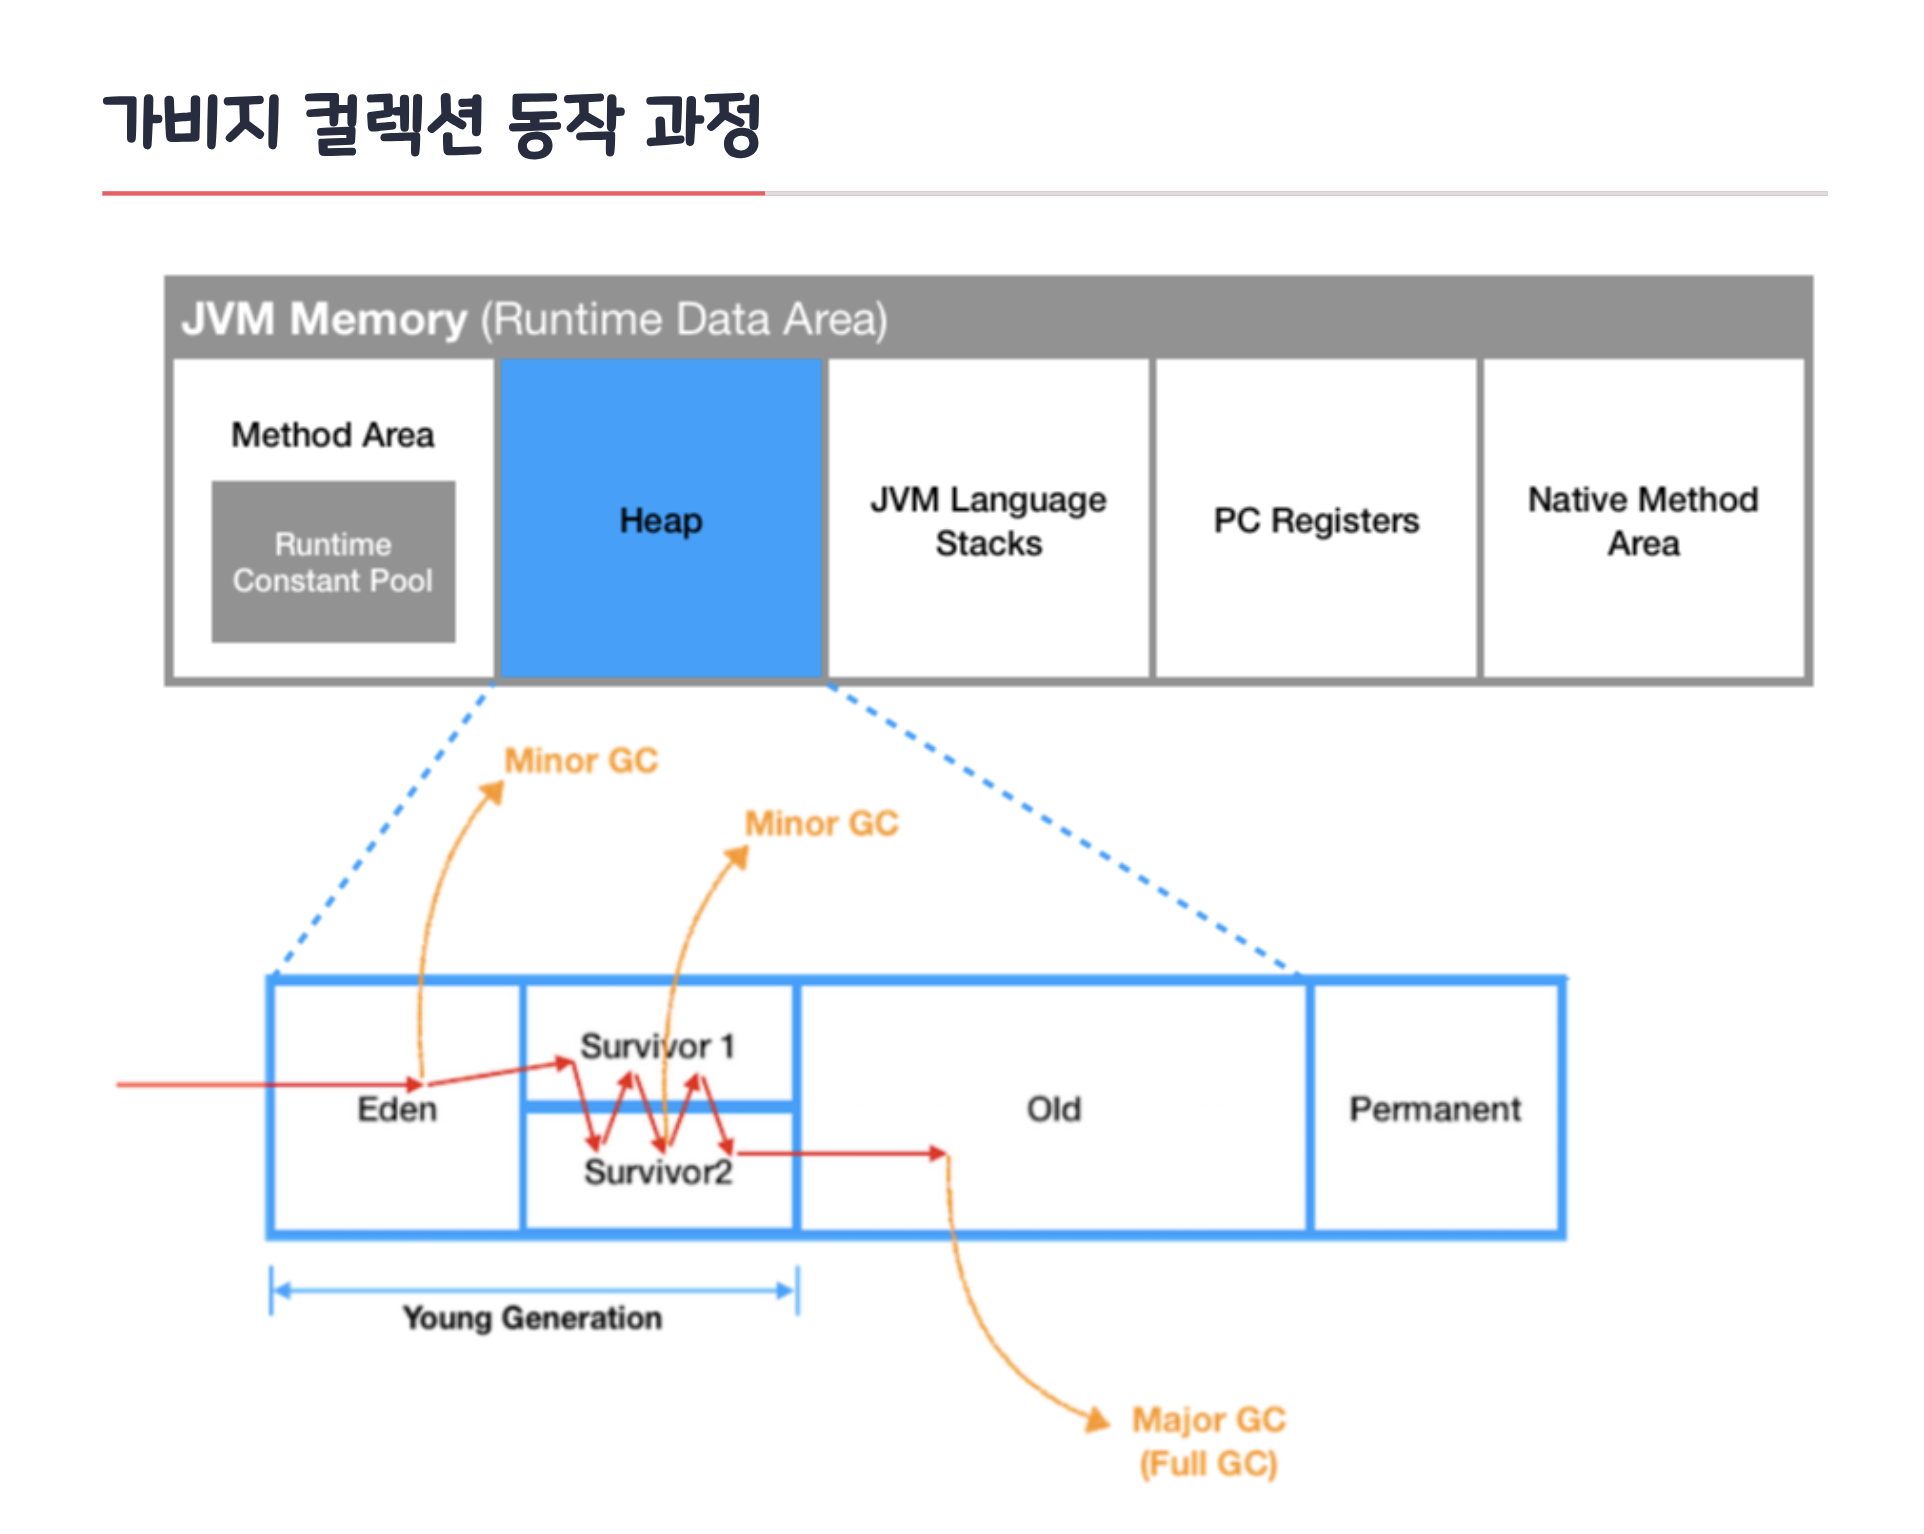 가비지 컬렉션 동작 과정
JVM Memory (Runtime Data Area)
Method Area
Runtime
Constant Pool
Heap
JVM Language
Stacks
PC Registers
Native Method
Area
Minor GC
Minor GC
Eden
Survivor 1
Survivor2
Old
Permanent
Young Generation
Major GC
(Full GC)